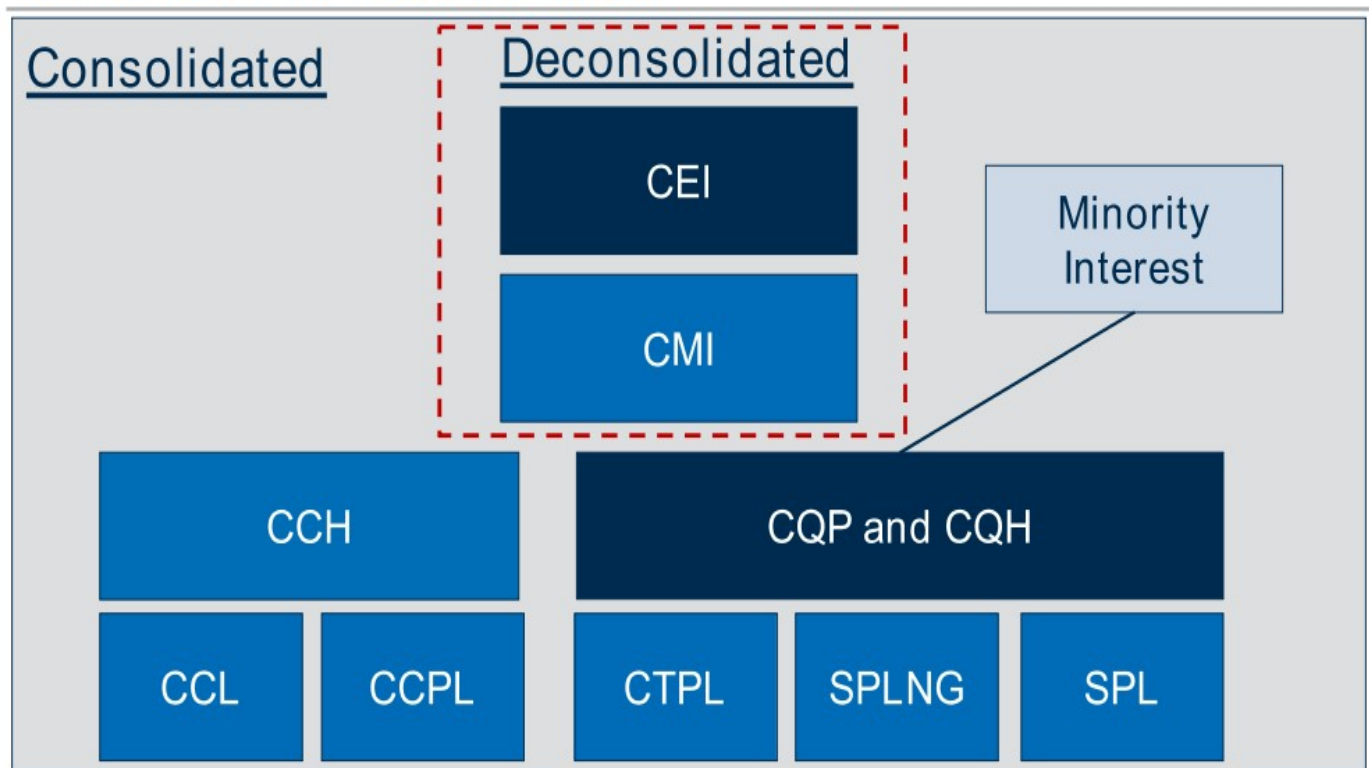 Consolidated
Deconsolidated
CEI
Minority
Interest
CMI
CCH
CQP and CQH
CCL
CCPL
CTPL
SPLNG
SPL